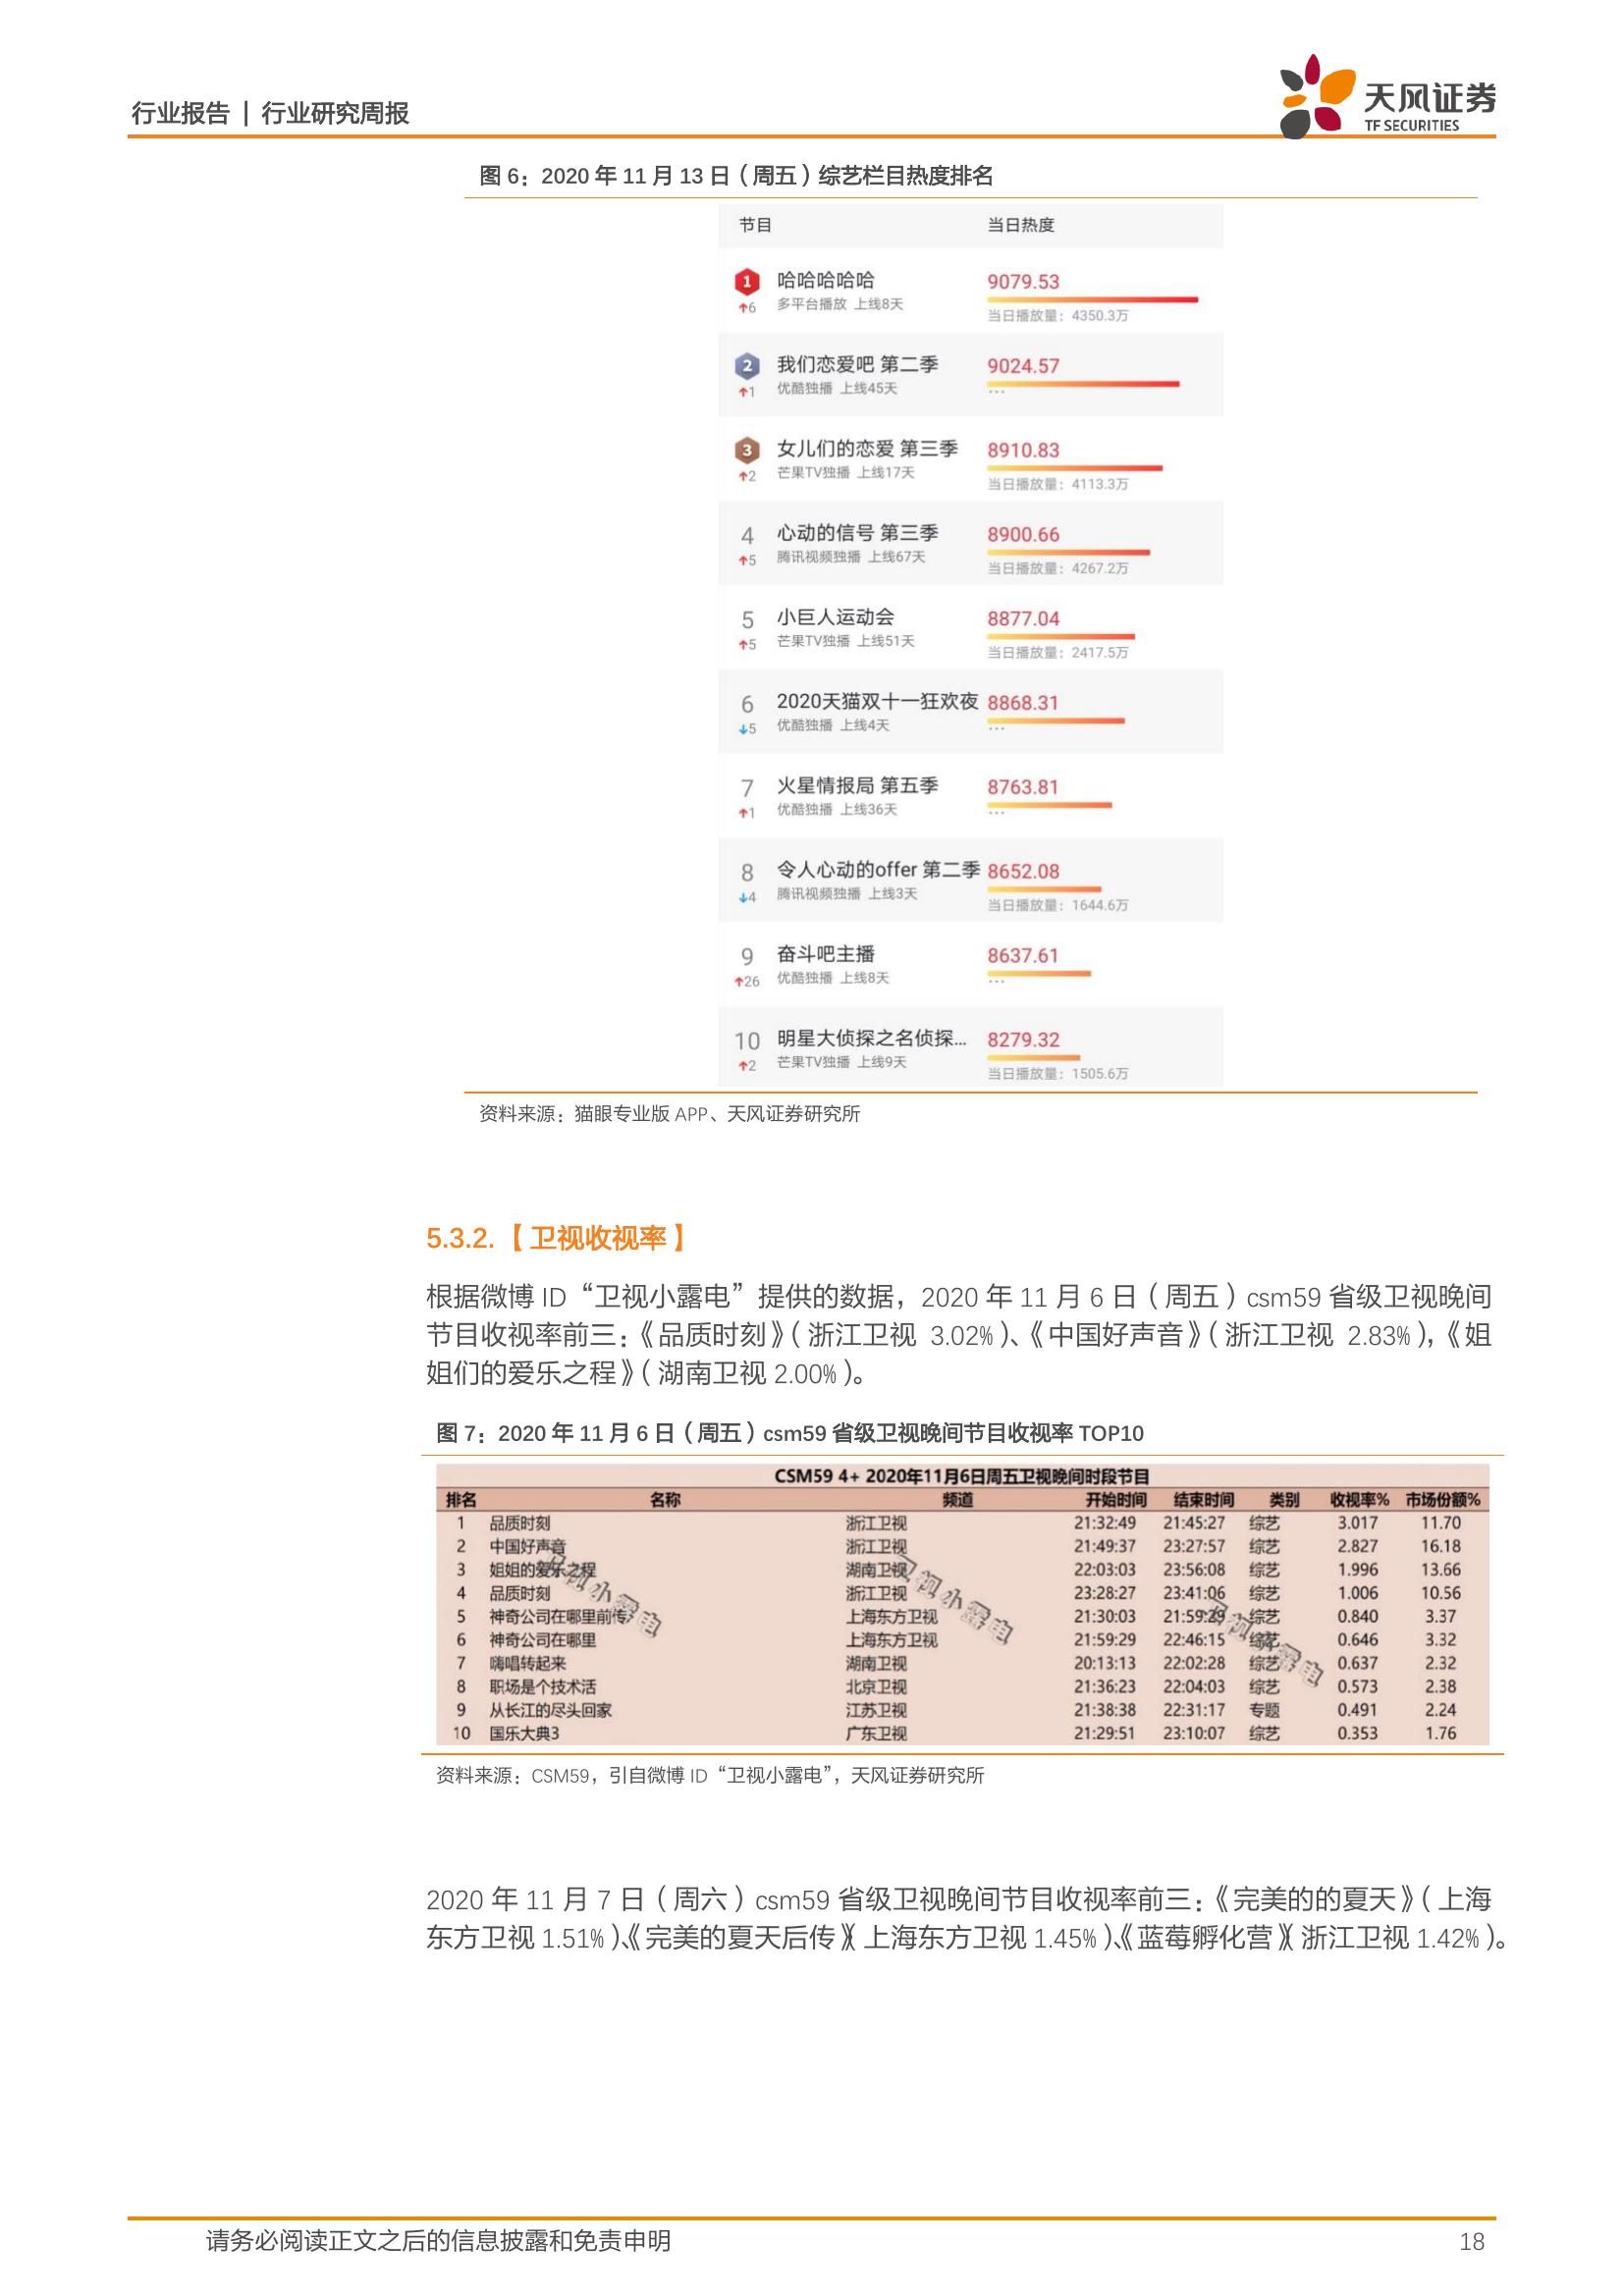 行业报告 | 行业研究周报
天风证券
TF SECURITIES
图 6：2020 年 11 月 13 日（周五）综艺栏目热度排名
节目 当日热度
1 哈哈哈哈哈 9079.53
↑6 多平台播放 上线8天 当日播放量：4350.3万
2 我们恋爱吧 第二季 9024.57
↑1 优酷独播 上线45天 ...
3 女儿们的恋爱 第三季 8910.83
↑2 芒果TV独播 上线17天 当日播放量：4113.3万
4 心动的信号 第三季 8900.66
↑5 腾讯视频独播 上线67天 当日播放量：4267.2万
5 小巨人运动会 8877.04
↑5 芒果TV独播 上线51天 当日播放量：2417.5万
6 2020天猫双十一狂欢夜 8868.31
↓5 优酷独播 上线4天 ...
7 火星情报局 第五季 8763.81
↑1 优酷独播 上线36天 ...
8 令人心动的offer 第二季 8652.08
↓4 腾讯视频独播 上线3天 当日播放量：1644.6万
9 奋斗吧主播 8637.61
↑26 优酷独播 上线8天 ...
10 明星大侦探之名侦探... 8279.32
↑2 芒果TV独播 上线9天 当日播放量：1505.6万
资料来源：猫眼专业版 APP、天风证券研究所
5.3.2.【卫视收视率】
根据微博 ID“卫视小露电”提供的数据，2020 年 11 月 6 日（周五）csm59 省级卫视晚间
节目收视率前三：《品质时刻》（浙江卫视 3.02%）、《中国好声音》（浙江卫视 2.83%），《姐
姐们的爱乐之程》（湖南卫视 2.00%）。
图 7：2020 年 11 月 6 日（周五）csm59 省级卫视晚间节目收视率 TOP10
CSM59 4+ 2020年11月6日周五卫视晚间时段节目
排名 名称 频道 开始时间 结束时间 类别 收视率% 市场份额%
1 品质时刻 浙江卫视 21:32:49 21:45:27 综艺 3.017 11.70
2 中国好声音 浙江卫视 21:49:37 23:27:57 综艺 2.827 16.18
3 姐姐的爱乐之程 湖南卫视 22:03:03 23:56:08 综艺 1.996 13.66
4 品质时刻 浙江卫视 23:28:27 23:41:06 综艺 1.006 10.56
5 神奇公司在哪里前传 上海东方卫视 21:30:03 21:59:29 综艺 0.840 3.37
6 神奇公司在哪里 上海东方卫视 21:59:29 22:46:15 综艺 0.646 3.32
7 嗨唱转起来 湖南卫视 20:13:13 22:02:28 综艺 0.637 2.32
8 职场是个技术活 北京卫视 21:36:23 22:04:03 综艺 0.573 2.38
9 从长江的尽头回家 江苏卫视 21:38:38 22:31:17 专题 0.491 2.24
10 国乐大典3 广东卫视 21:29:51 23:10:07 综艺 0.353 1.76
卫视小露电
卫视小露电
卫视小露电
资料来源：CSM59，引自微博 ID“卫视小露电”，天风证券研究所
2020 年 11 月 7 日（周六）csm59 省级卫视晚间节目收视率前三：《完美的的夏天》（上海
东方卫视 1.51%）、《完美的夏天后传》（上海东方卫视 1.45%）、《蓝莓孵化营》（浙江卫视 1.42%）。
请务必阅读正文之后的信息披露和免责申明 18